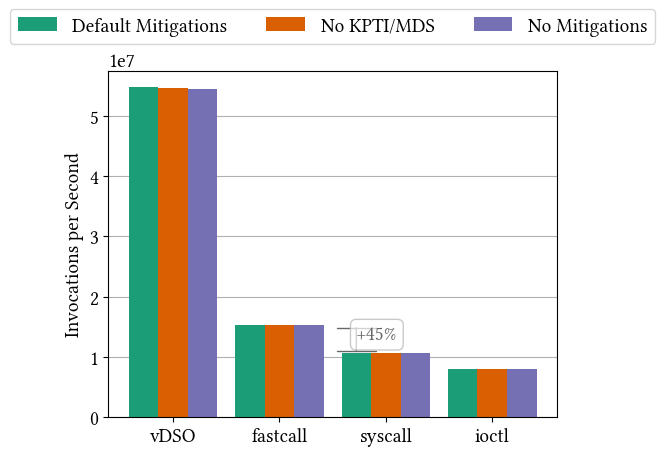 Default Mitigations No KPTI/MDS No Mitigations
1e7
5
4
3
2
1
0
Invocations per Second
+45%
vDSO fastcall syscall ioctl